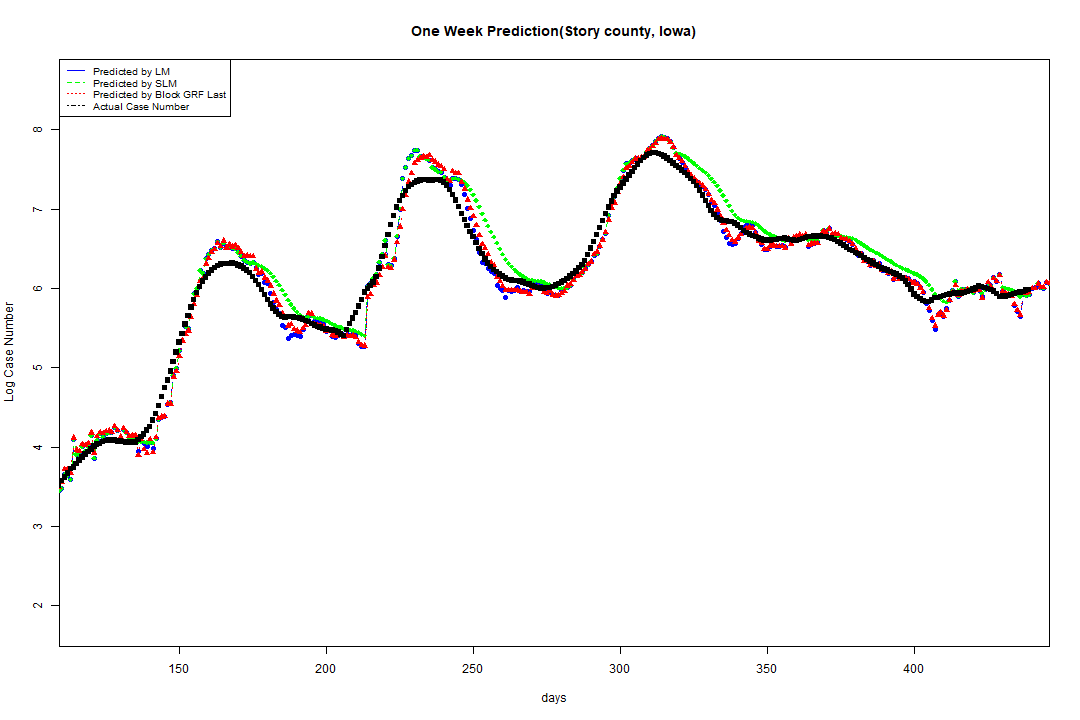 One Week Prediction(Story county, Iowa)
Predicted by LM
Predicted by SLM
Predicted by Block GRF Last
Actual Case Number
8
7
6
5
4
3
2
Log Case Number
150 200 250 300 350 400
days